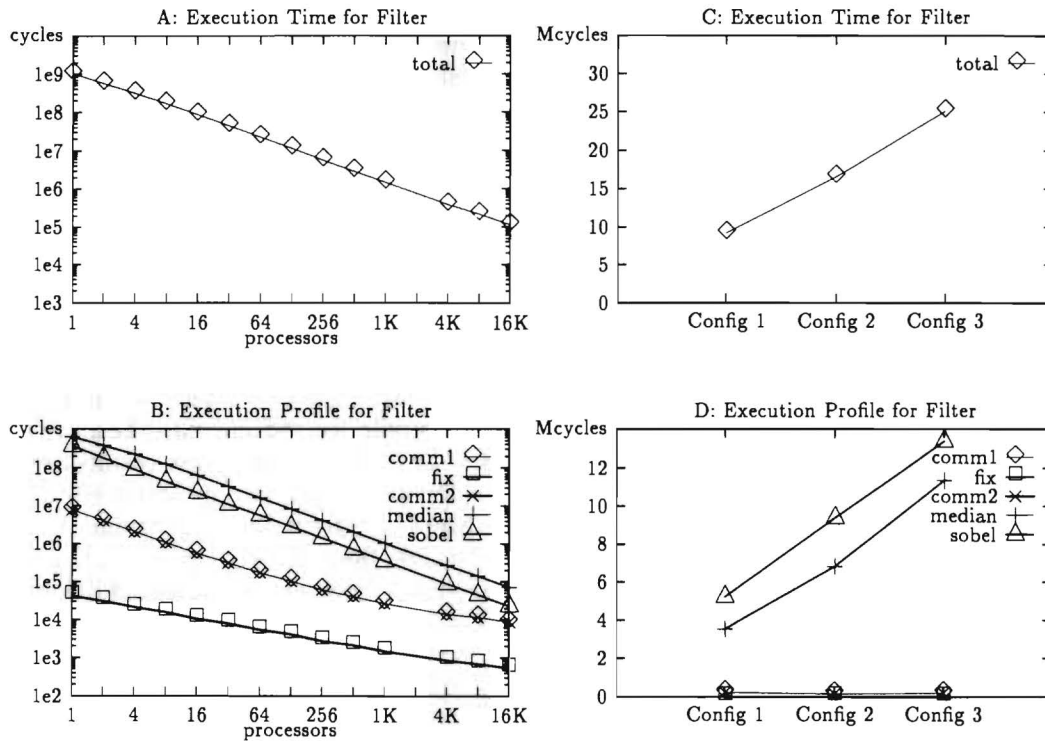 A: Execution Time for Filter
cycles
total
1e9
1e8
1e7
1e6
1e5
1e4
1e3
1 4 16 64 256 1K 4K 16K
processors
C: Execution Time for Filter
Mcycles
total
30
25
20
15
10
5
0
Config 1 Config 2 Config 3
B: Execution Profile for Filter
cycles
comm1
fix
comm2
median
sobel
1e8
1e7
1e6
1e5
1e4
1e3
1e2
1 4 16 64 256 1K 4K 16K
D: Execution Profile for Filter
Mcycles
comm1
fix
comm2
median
sobel
12
10
8
6
4
2
0
Config 1 Config 2 Config 3